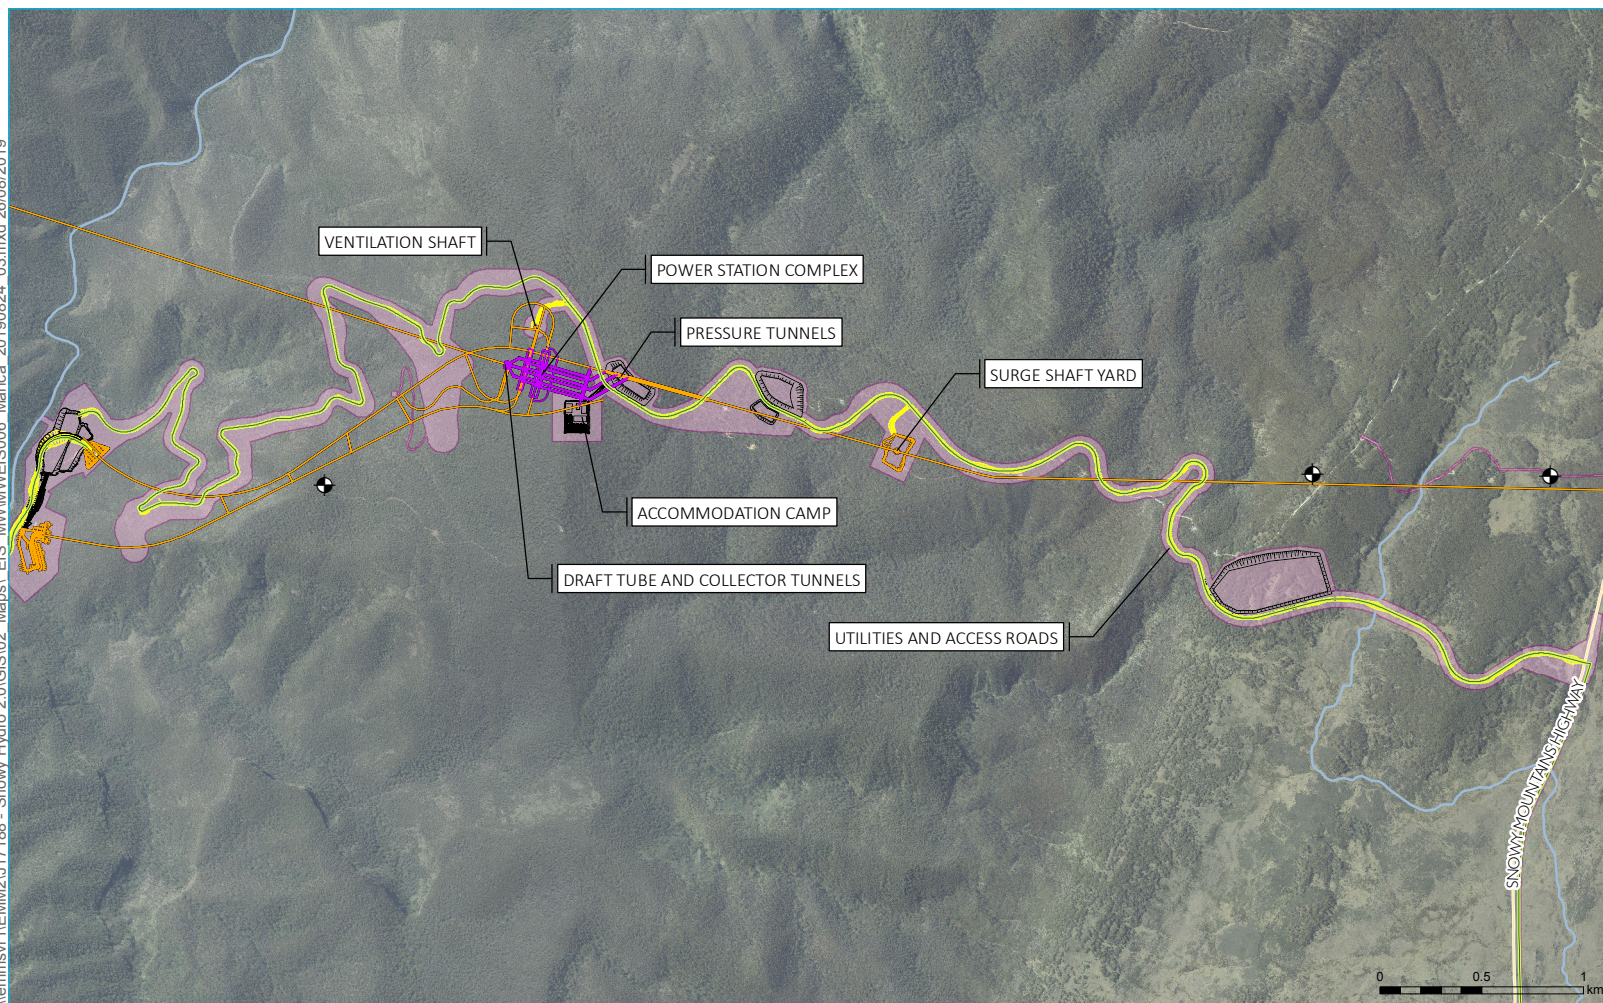 VENTILATION SHAFT
POWER STATION COMPLEX
PRESSURE TUNNELS
SURGE SHAFT YARD
ACCOMMODATION CAMP
DRAFT TUBE AND COLLECTOR TUNNELS
UTILITIES AND ACCESS ROADS
SNOWY MOUNTAINS HIGHWAY
0 0.5 1
km